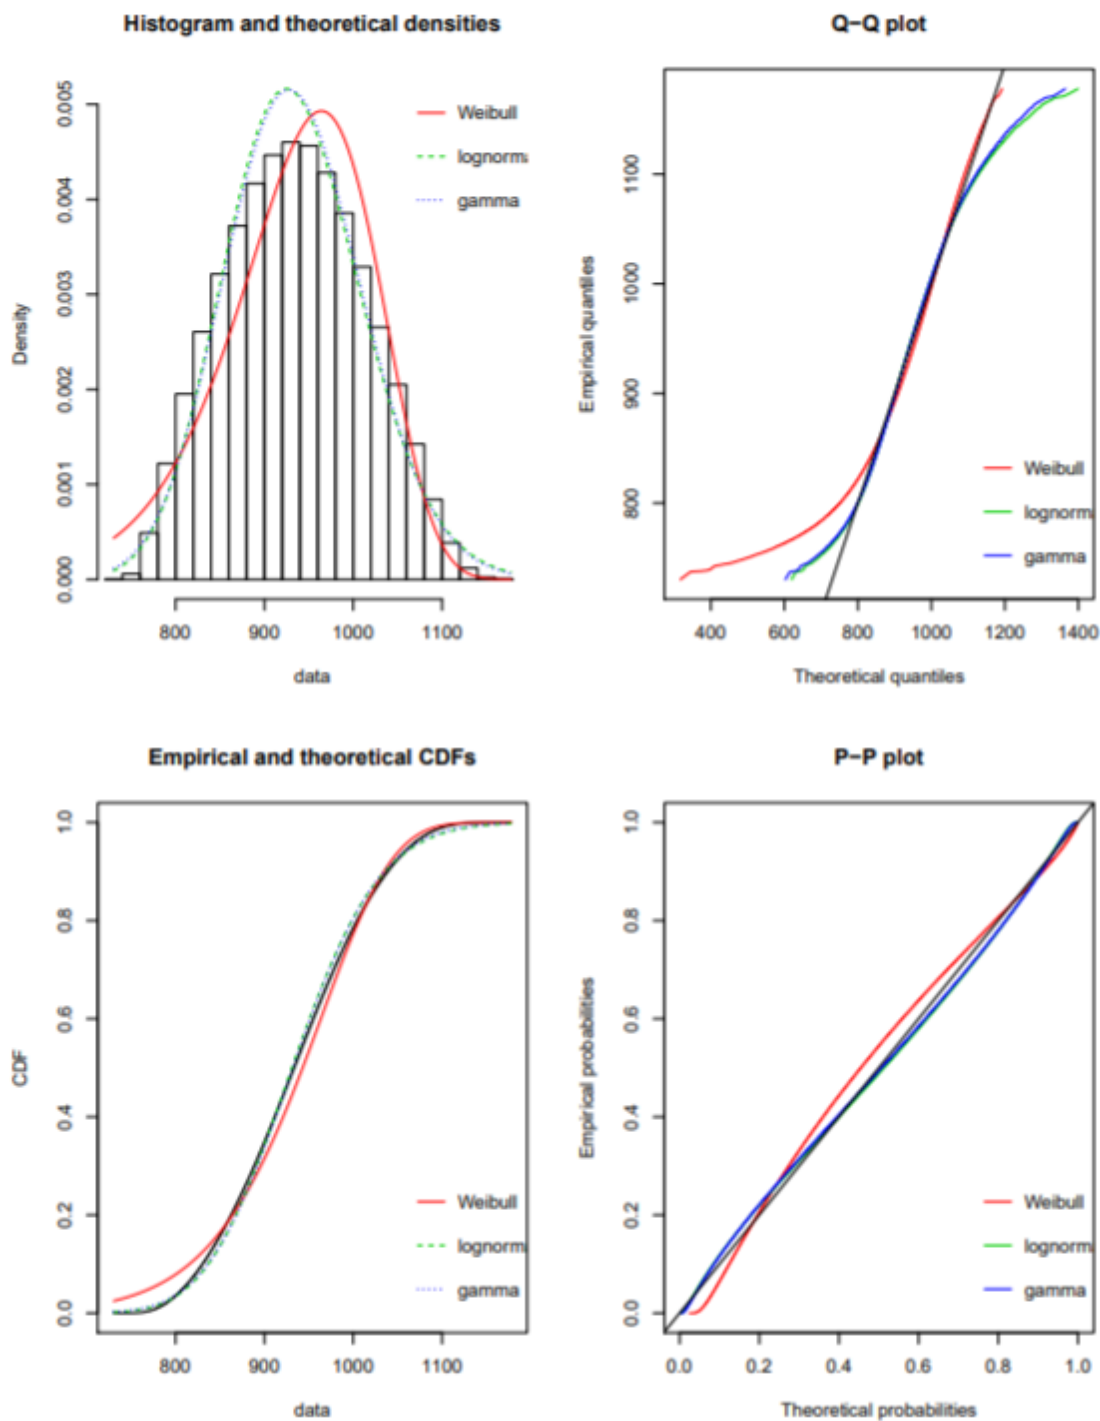 Histogram and theoretical densities
Density
0.000 0.001 0.002 0.003 0.004 0.005
Weibull
lognorm
gamma
800 900 1000 1100
data
Q−Q plot
Empirical quantiles
800 900 1000 1100
Weibull
lognorm
gamma
400 600 800 1000 1200 1400
Theoretical quantiles
Empirical and theoretical CDFs
CDF
0.0 0.2 0.4 0.6 0.8 1.0
Weibull
lognorm
gamma
800 900 1000 1100
data
P−P plot
Empirical probabilities
0.0 0.2 0.4 0.6 0.8 1.0
Weibull
lognorm
gamma
0.0 0.2 0.4 0.6 0.8 1.0
Theoretical probabilities